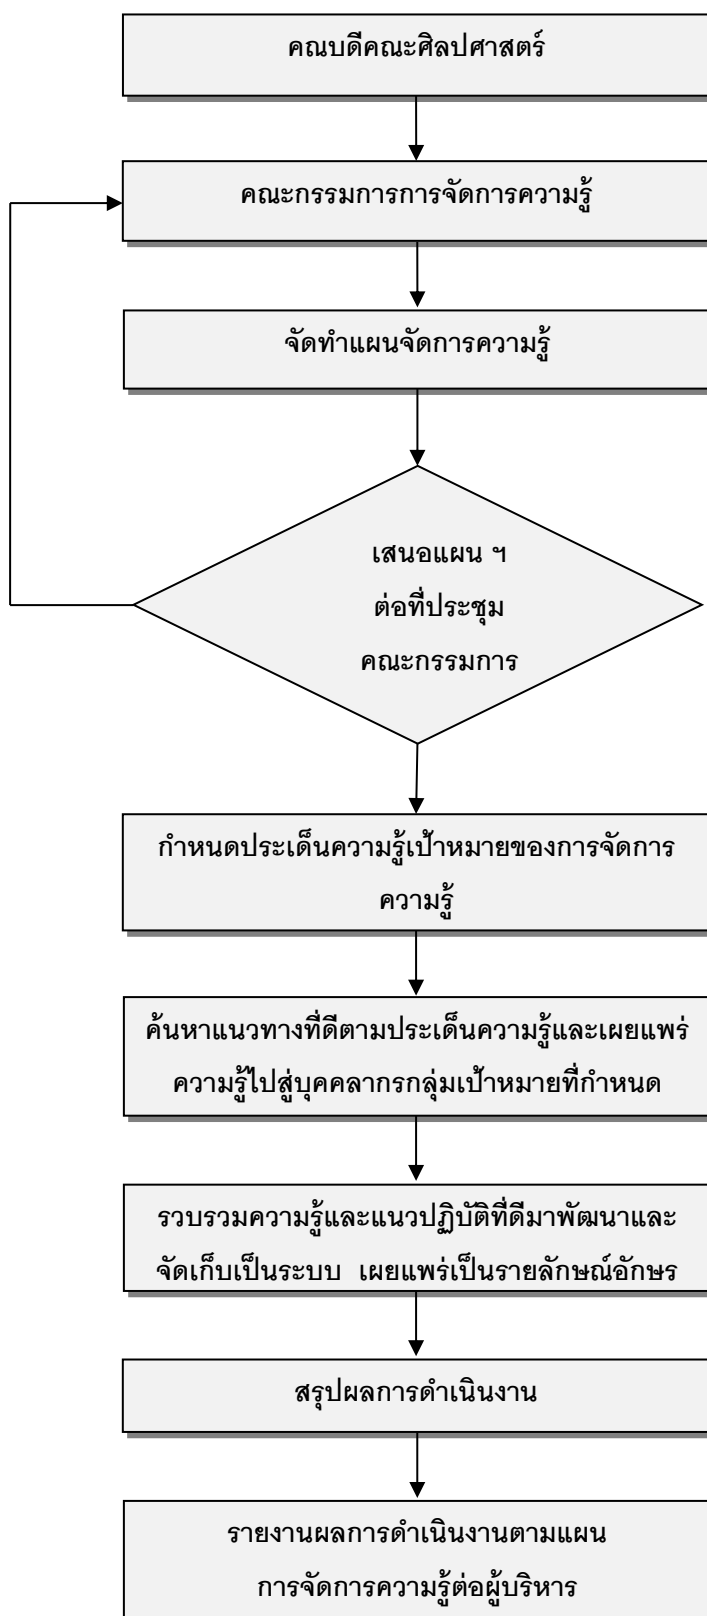 คณบดีคณะศิลปศาสตร์
คณะกรรมการการจัดการความรู้
จัดทำแผนจัดการความรู้
เสนอแผน ฯ
ต่อที่ประชุม
คณะกรรมการ
กำหนดประเด็นความรู้เป้าหมายของการจัดการ
ความรู้
ค้นหาแนวทางที่ดีตามประเด็นความรู้และเผยแพร่
ความรู้ไปสู่บุคคลากรกลุ่มเป้าหมายที่กำหนด
รวบรวมความรู้และแนวปฏิบัติที่ดีมาพัฒนาและ
จัดเก็บเป็นระบบ เผยแพร่เป็นรายลักษณ์อักษร
สรุปผลการดำเนินงาน
รายงานผลการดำเนินงานตามแผน
การจัดการความรู้ต่อผู้บริหาร